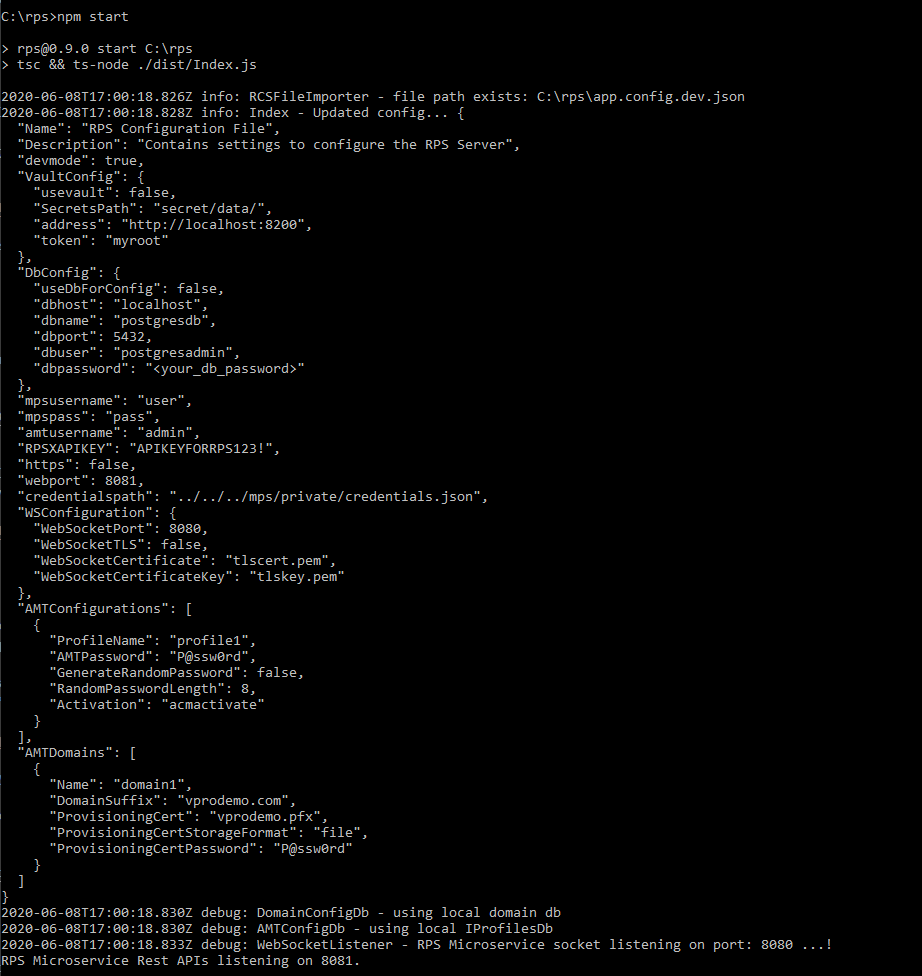 C:\rps>npm start
> rps@0.9.0 start C:\rps
> tsc && ts-node ./dist/Index.js
2020-06-08T17:00:18.826Z info: RCSFileImporter - file path exists: C:\rps\app.config.dev.json
2020-06-08T17:00:18.828Z info: Index - Updated config... {
  "Name": "RPS Configuration File",
  "Description": "Contains settings to configure the RPS Server",
  "devmode": true,
  "VaultConfig": {
    "usevault": false,
    "SecretsPath": "secret/data/",
    "address": "http://localhost:8200",
    "token": "myroot"
  },
  "DbConfig": {
    "useDbForConfig": false,
    "dbhost": "localhost",
    "dbname": "postgresdb",
    "dbport": 5432,
    "dbuser": "postgresadmin",
    "dbpassword": "<your_db_password>"
  },
  "mpsusername": "user",
  "mpspass": "pass",
  "amtusername": "admin",
  "RPSXAPIKEY": "APIKEYFORRPS123!",
  "https": false,
  "webport": 8081,
  "credentialspath": "../../../mps/private/credentials.json",
  "WSConfiguration": {
    "WebSocketPort": 8080,
    "WebSocketTLS": false,
    "WebSocketCertificate": "tlscert.pem",
    "WebSocketCertificateKey": "tlskey.pem"
  },
  "AMTConfigurations": [
    {
      "ProfileName": "profile1",
      "AMTPassword": "P@ssw0rd",
      "GenerateRandomPassword": false,
      "RandomPasswordLength": 8,
      "Activation": "acmactivate"
    }
  ],
  "AMTDomains": [
    {
      "Name": "domain1",
      "DomainSuffix": "vprodemo.com",
      "ProvisioningCert": "vprodemo.pfx",
      "ProvisioningCertStorageFormat": "file",
      "ProvisioningCertPassword": "P@ssw0rd"
    }
  ]
}
2020-06-08T17:00:18.830Z debug: DomainConfigDb - using local domain db
2020-06-08T17:00:18.830Z debug: AMTConfigDb - using local IProfilesDb
2020-06-08T17:00:18.833Z debug: WebSocketListener - RPS Microservice socket listening on port: 8080 ...!
RPS Microservice Rest APIs listening on 8081.